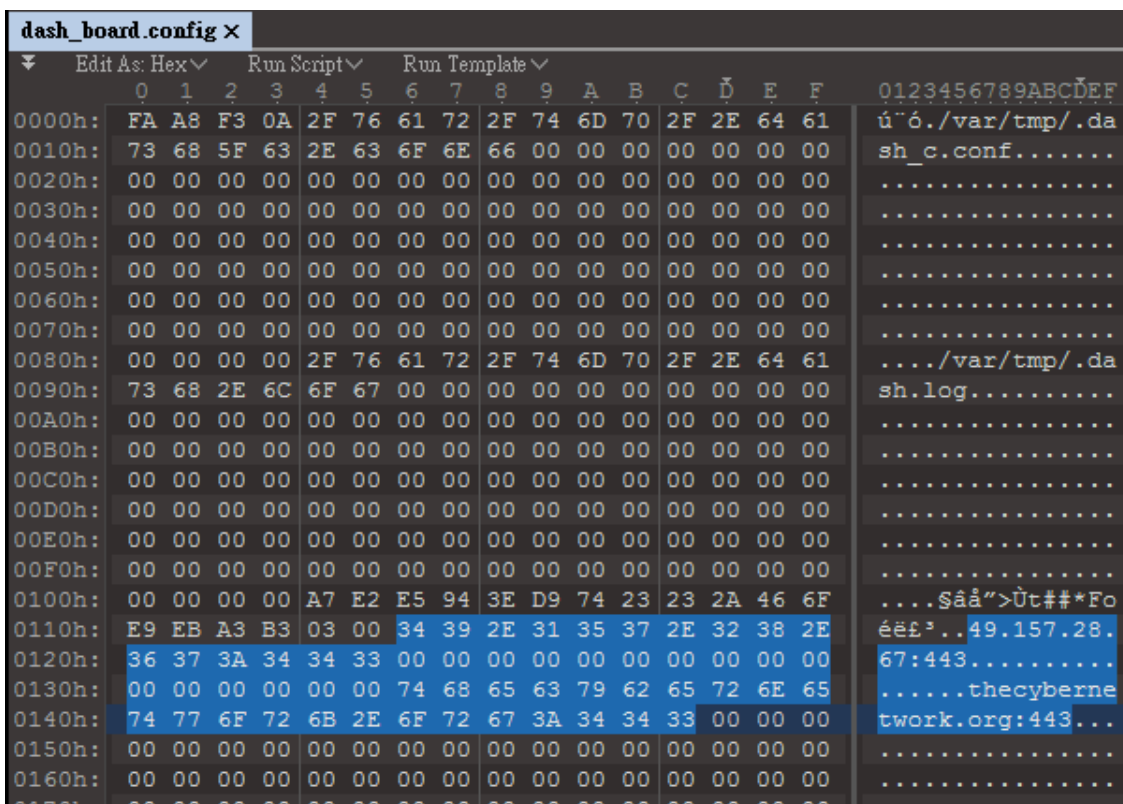 dash_board.config ×
Edit As: Hex Run Script Run Template
0 1 2 3 4 5 6 7 8 9 A B C D E F 0123456789ABCDEF
0000h: FA A8 F3 0A 2F 76 61 72 2F 74 6D 70 2F 2E 64 61 ú¨ó./var/tmp/.da
0010h: 73 68 5F 63 2E 63 6F 6E 66 00 00 00 00 00 00 00 sh_c.conf.......
0020h: 00 00 00 00 00 00 00 00 00 00 00 00 00 00 00 00 ................
0030h: 00 00 00 00 00 00 00 00 00 00 00 00 00 00 00 00 ................
0040h: 00 00 00 00 00 00 00 00 00 00 00 00 00 00 00 00 ................
0050h: 00 00 00 00 00 00 00 00 00 00 00 00 00 00 00 00 ................
0060h: 00 00 00 00 00 00 00 00 00 00 00 00 00 00 00 00 ................
0070h: 00 00 00 00 00 00 00 00 00 00 00 00 00 00 00 00 ................
0080h: 00 00 00 00 2F 76 61 72 2F 74 6D 70 2F 2E 64 61 ..../var/tmp/.da
0090h: 73 68 2E 6C 6F 67 00 00 00 00 00 00 00 00 00 00 sh.log..........
00A0h: 00 00 00 00 00 00 00 00 00 00 00 00 00 00 00 00 ................
00B0h: 00 00 00 00 00 00 00 00 00 00 00 00 00 00 00 00 ................
00C0h: 00 00 00 00 00 00 00 00 00 00 00 00 00 00 00 00 ................
00D0h: 00 00 00 00 00 00 00 00 00 00 00 00 00 00 00 00 ................
00E0h: 00 00 00 00 00 00 00 00 00 00 00 00 00 00 00 00 ................
00F0h: 00 00 00 00 00 00 00 00 00 00 00 00 00 00 00 00 ................
0100h: 00 00 00 00 A7 E2 E5 94 3E D9 74 23 23 2A 46 6F ....§âå”>Ùt##*Fo
0110h: E9 EB A3 B3 03 00 34 39 2E 31 35 37 2E 32 38 2E éë£³..49.157.28.
0120h: 36 37 3A 34 34 33 00 00 00 00 00 00 00 00 00 00 67:443..........
0130h: 00 00 00 00 00 00 74 68 65 63 79 62 65 72 6E 65 ......thecyberne
0140h: 74 77 6F 72 6B 2E 6F 72 67 3A 34 34 33 00 00 00 twork.org:443...
0150h: 00 00 00 00 00 00 00 00 00 00 00 00 00 00 00 00 ................
0160h: 00 00 00 00 00 00 00 00 00 00 00 00 00 00 00 00 ................